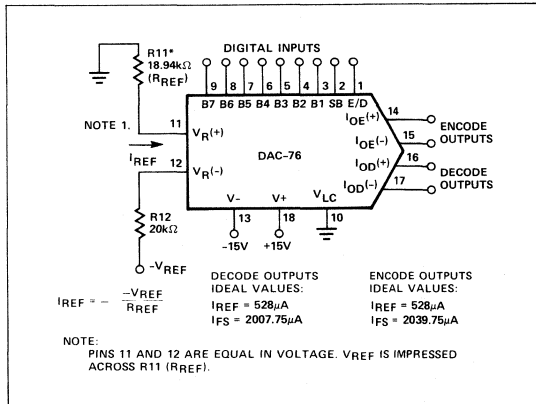 R11*
18.94kΩ
(RREF)
DIGITAL INPUTS
9 8 7 6 5 4 3 2 1
B7 B6 B5 B4 B3 B2 B1 SB E/D
NOTE 1.
IREF
11
VR(+)
12
VR(-)
DAC-76
IOE(+)
14
IOE(-)
15
ENCODE
OUTPUTS
IOD(+)
16
IOD(-)
17
DECODE
OUTPUTS
V-
V+
VLC
13
18
10
-15V
+15V
R12
20kΩ
-VREF
IREF = - -VREF
RREF
DECODE OUTPUTS
IDEAL VALUES:
IREF = 528µA
IFS = 2007.75µA
ENCODE OUTPUTS
IDEAL VALUES:
IREF = 528µA
IFS = 2039.75µA
NOTE:
PINS 11 AND 12 ARE EQUAL IN VOLTAGE. VREF IS IMPRESSED
ACROSS R11 (RREF).